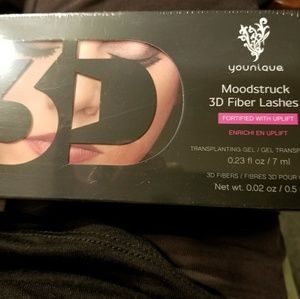 3D
younique
Moodstruck
3D Fiber Lashes
FORTIFIED WITH UPLIFT
ENRICHI EN UPLIFT
TRANSPLANTING GEL / GEL TRANSP
0.23 fl oz / 7 ml
3D FIBERS / FIBRES 3D POUR
Net wt. 0.02 oz / 0.5